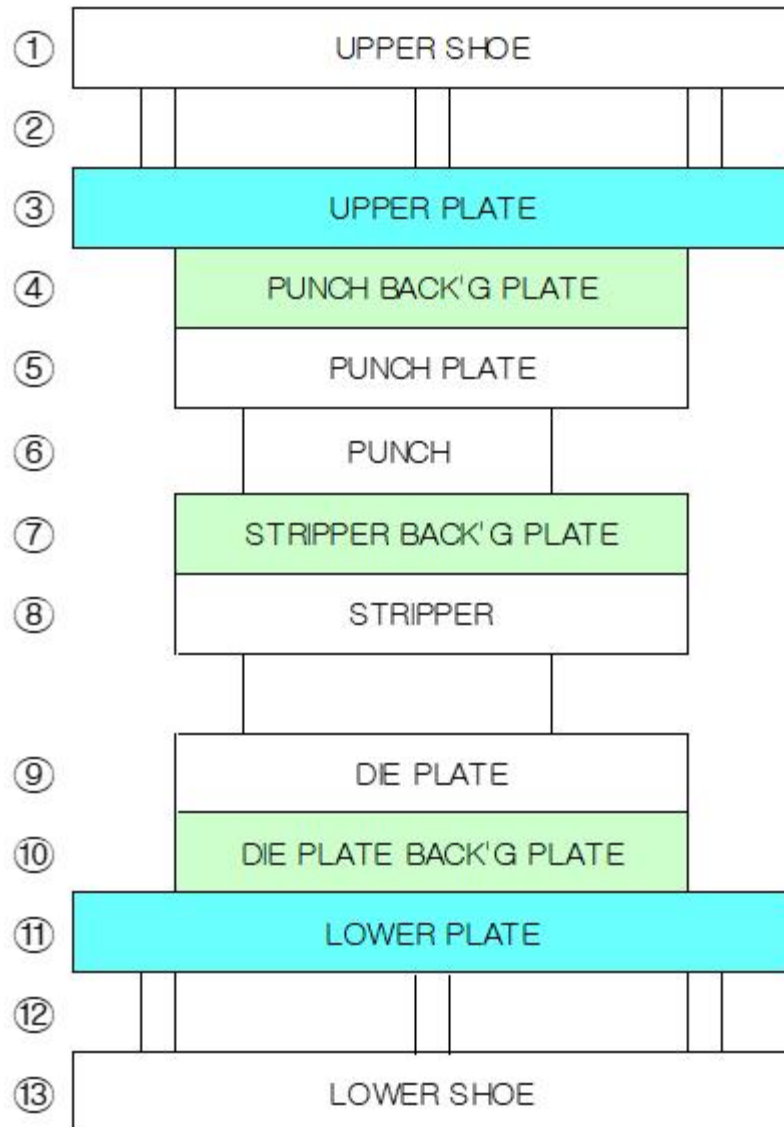 ① UPPER SHOE
②
③ UPPER PLATE
④ PUNCH BACK'G PLATE
⑤ PUNCH PLATE
⑥ PUNCH
⑦ STRIPPER BACK'G PLATE
⑧ STRIPPER
⑨ DIE PLATE
⑩ DIE PLATE BACK'G PLATE
⑪ LOWER PLATE
⑫
⑬ LOWER SHOE